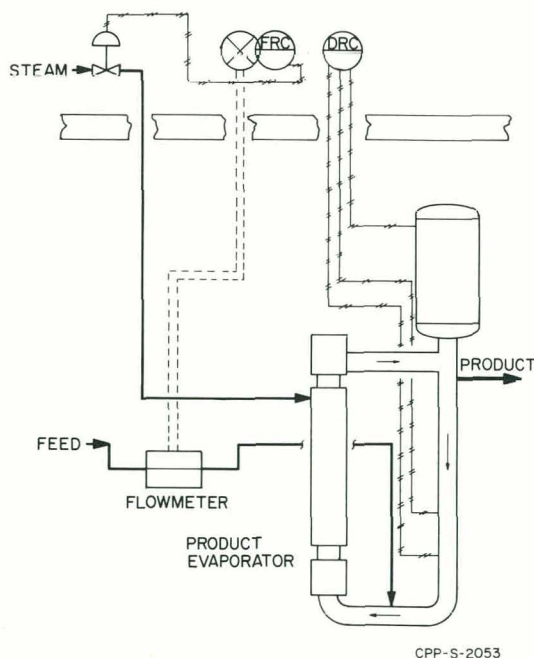 STEAM
FRC
DRC
PRODUCT
FEED
FLOWMETER
PRODUCT
EVAPORATOR
CPP-S-2053